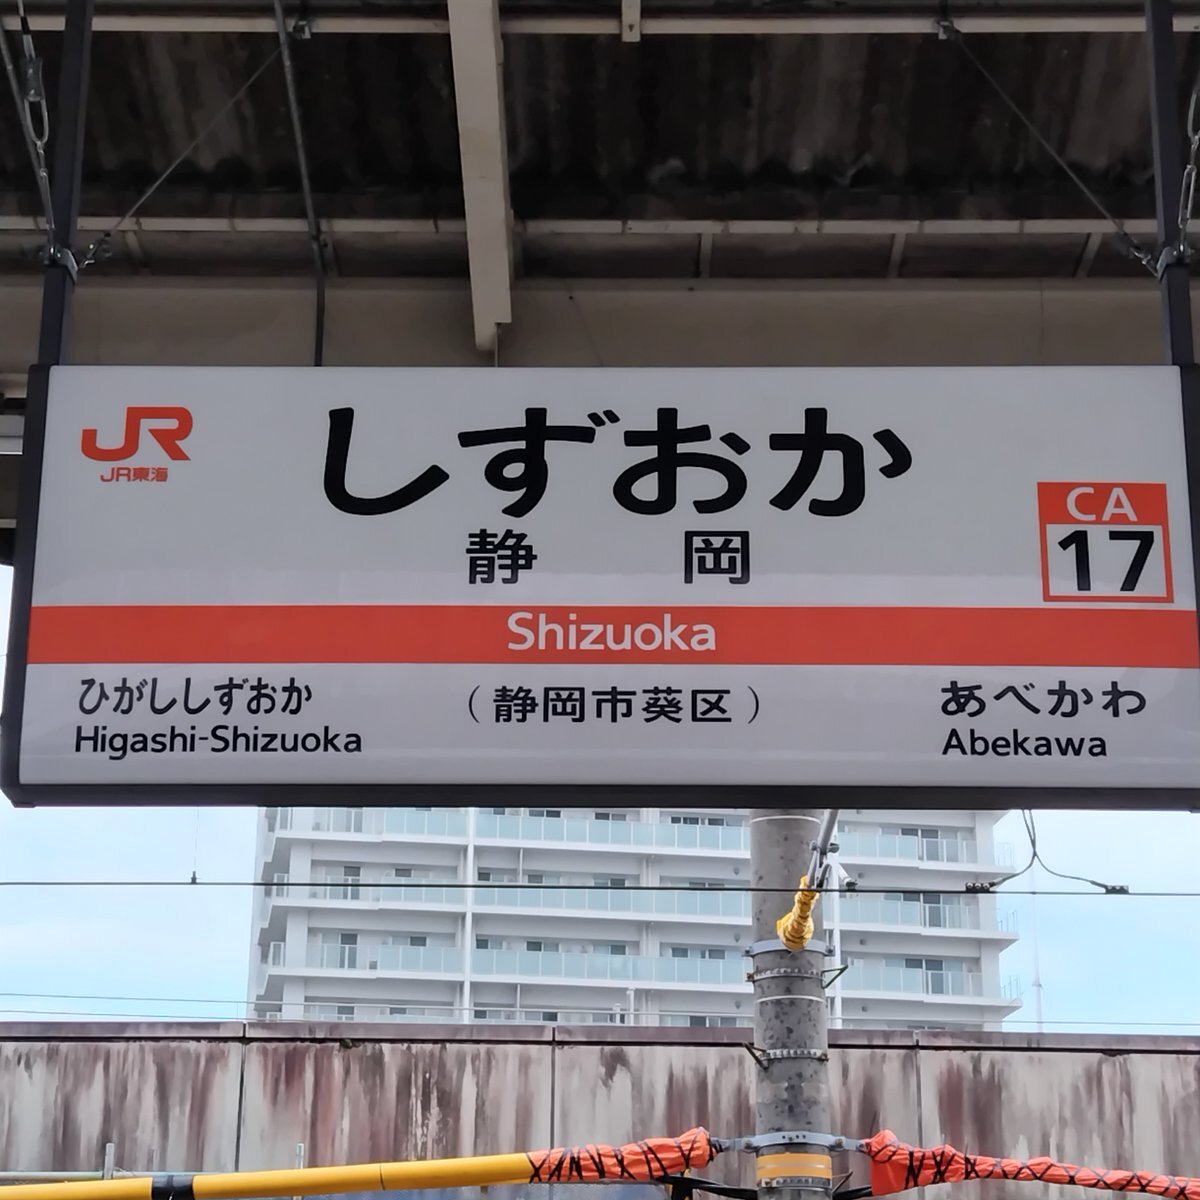 JR
JR東海
しずおか
静岡
CA
17
Shizuoka
ひがししずおか
Higashi-Shizuoka
（静岡市葵区）
あべかわ
Abekawa